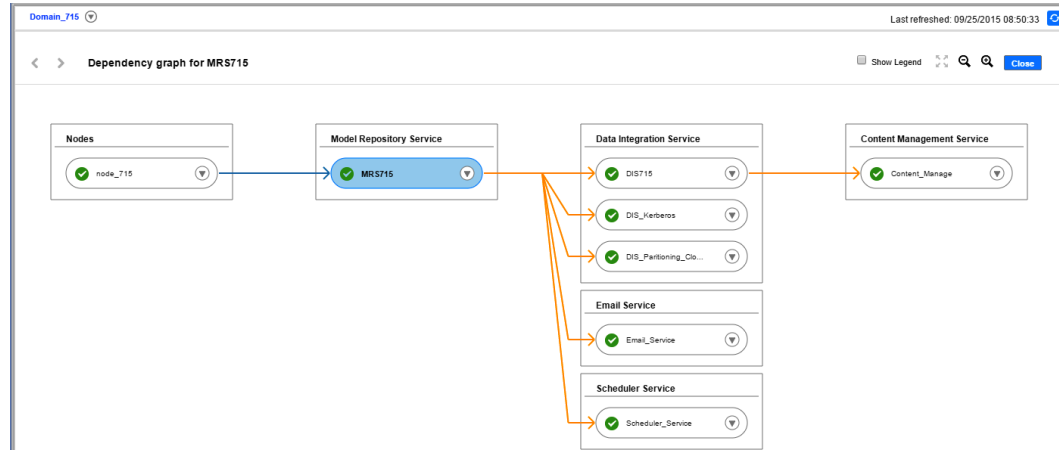 Domain_715
Last refreshed: 09/25/2015 08:50:33
Dependency graph for MRS715
Show Legend
Close
Nodes
node_715
Model Repository Service
MRS715
Data Integration Service
DIS715
DIS_Kerberos
DIS_Paritioning_Clo...
Email Service
Email_Service
Scheduler Service
Scheduler_Service
Content Management Service
Content_Manage